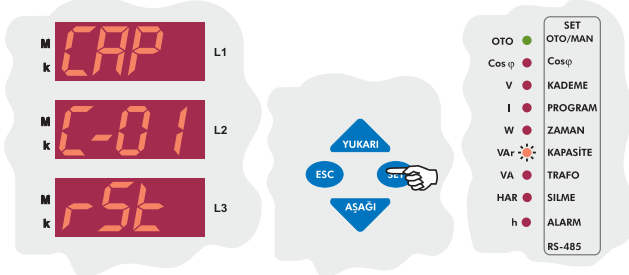 M
k
CAP
L1
M
k
C-01
L2
M
k
rSt
L3
YUKARI
ESC
SET
AŞAĞI
SET
OTO
OTO/MAN
Cos φ
Cosφ
V
KADEME
I
PROGRAM
W
ZAMAN
VAr
KAPASİTE
VA
TRAFO
HAR
SILME
h
ALARM
RS-485